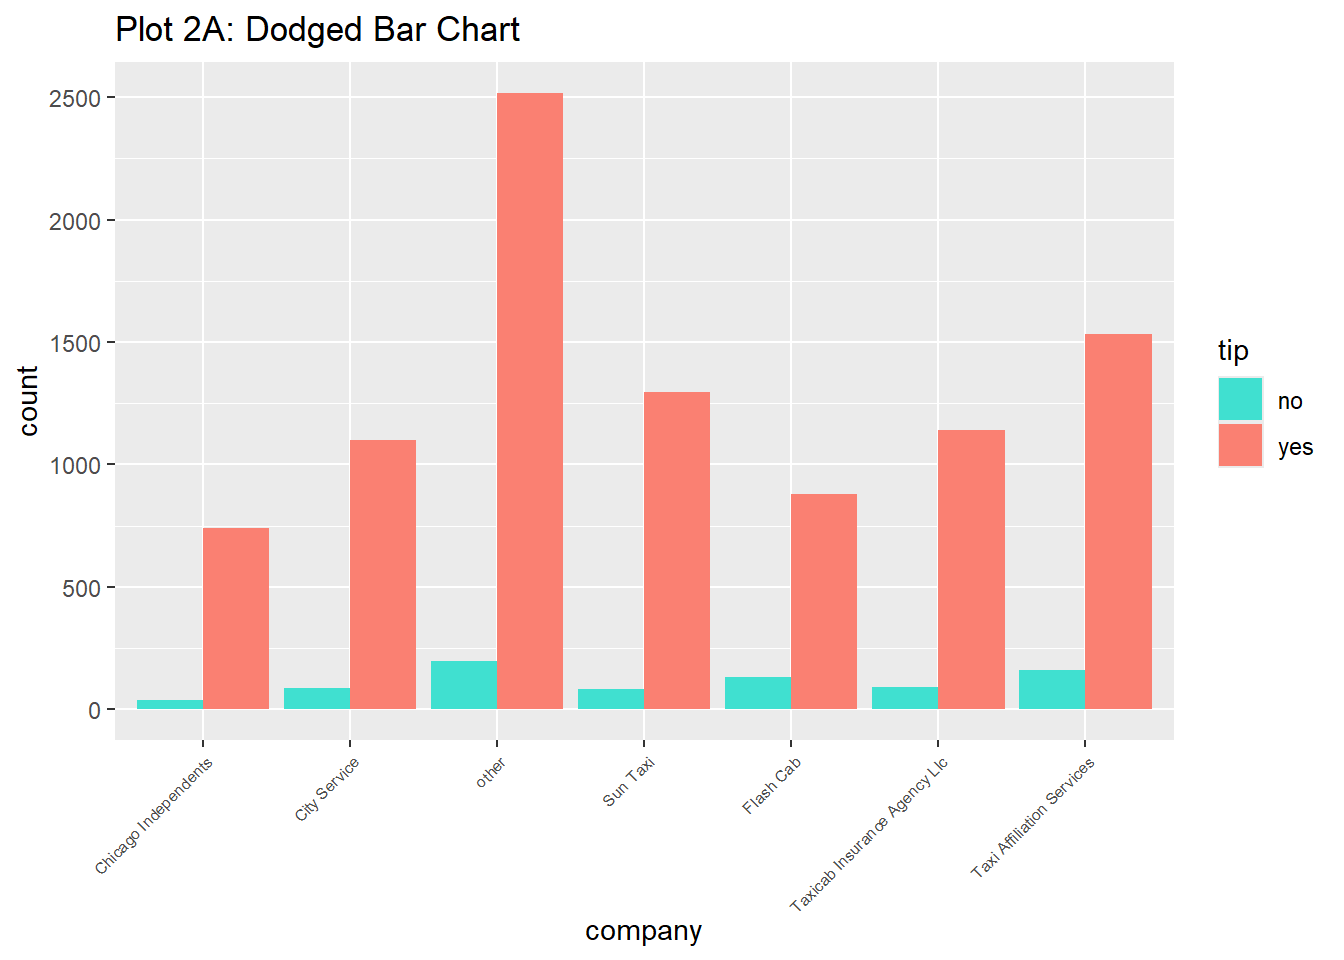 Plot 2A: Dodged Bar Chart
2500
2000
1500
1000
500
0
count
Chicago Independents
City Service
other
Sun Taxi
Flash Cab
Taxicab Insurance Agency Llc
Taxi Affiliation Services
company
tip
no
yes